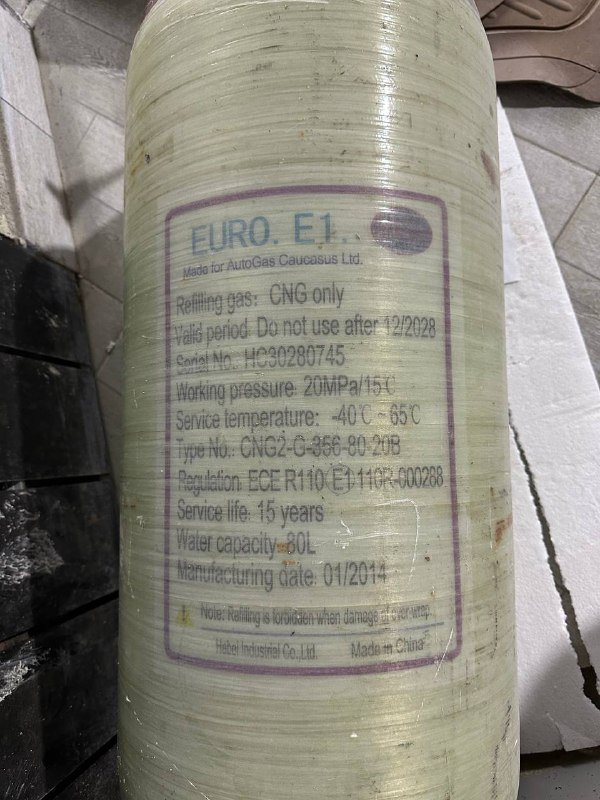 EURO. E1.
Made for AutoGas Caucasus Ltd.
Refilling gas: CNG only
Valid period: Do not use after 12/2028
Serial No.: HC30280745
Working pressure: 20MPa/15℃
Service temperature: -40℃ ~ 65℃
Type No.: CNG2-G-356-80-20B
Regulation: ECE R110 E1 110R-000288
Service life: 15 years
Water capacity: 80L
Manufacturing date: 01/2014
Note: Refilling is forbidden when damage of over-wrap
Hebei Industrial Co.,Ltd. Made in China